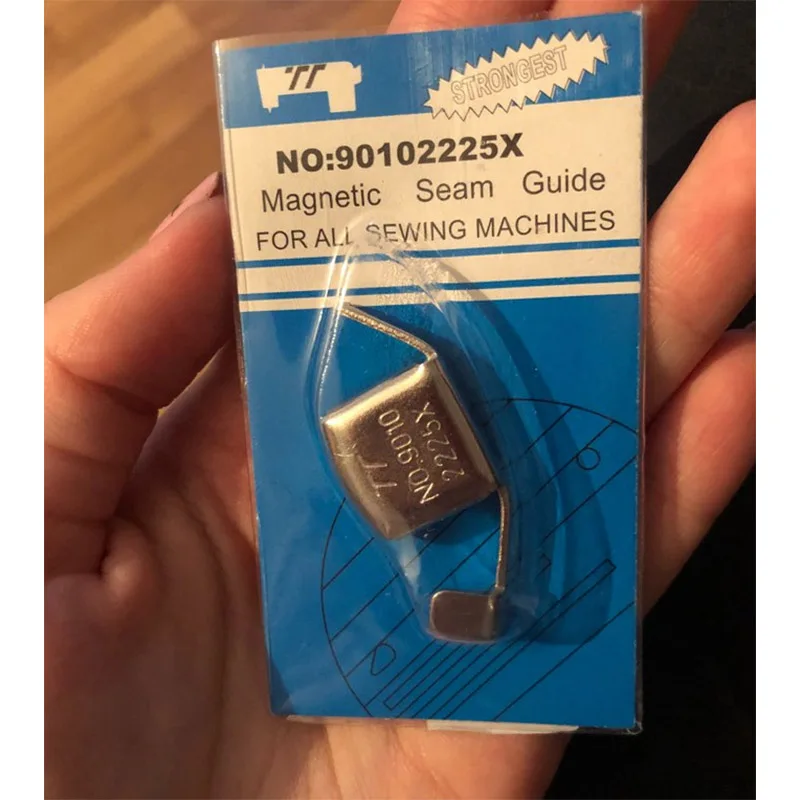 TT
STRONGEST
NO:90102225X
Magnetic Seam Guide
FOR ALL SEWING MACHINES
TT
NO.9010
2225X